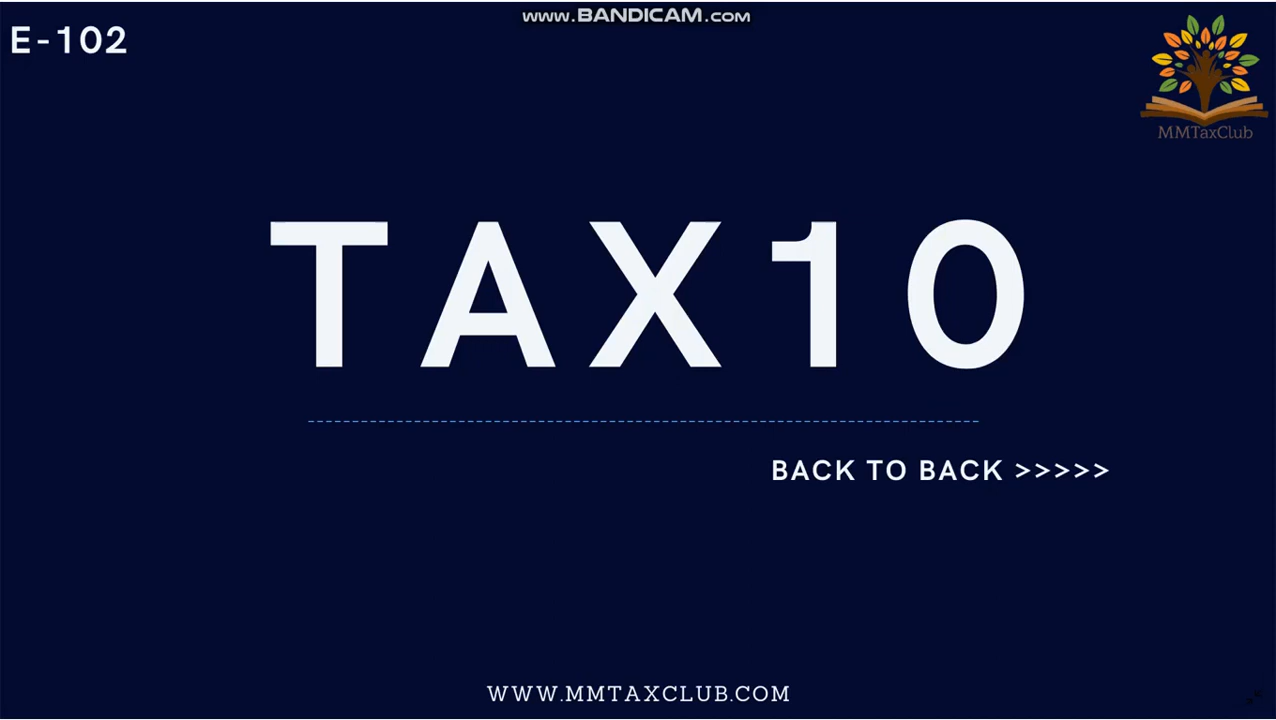 WWW.BANDICAM.COM
E-102
MMTaxClub
TAX10
BACK TO BACK >>>>>
WWW.MMTAXCLUB.COM